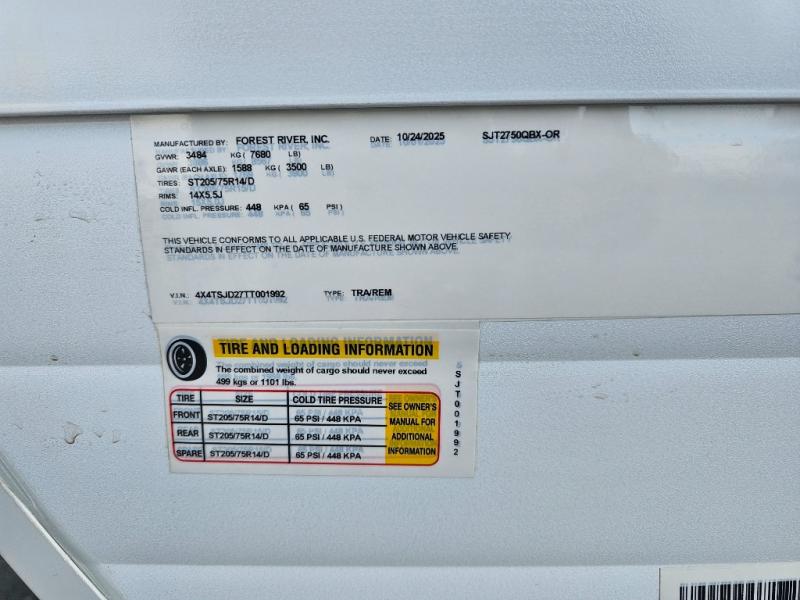 MANUFACTURED BY: FOREST RIVER, INC. DATE: 10/24/2025 SJT2750QBX-OR
GVWR: 3484 KG ( 7680 LB)
GAWR (EACH AXLE): 1588 KG ( 3500 LB)
TIRES: ST205/75R14/D
RIMS: 14X5.5J
COLD INFL. PRESSURE: 448 KPA ( 65 PSI )
THIS VEHICLE CONFORMS TO ALL APPLICABLE U.S. FEDERAL MOTOR VEHICLE SAFETY
STANDARDS IN EFFECT ON THE DATE OF MANUFACTURE SHOWN ABOVE.
V.I.N.: 4X4TSJD27TT001992 TYPE: TRA/REM
TIRE AND LOADING INFORMATION
The combined weight of cargo should never exceed
499 kgs or 1101 lbs.
TIRE SIZE COLD TIRE PRESSURE
FRONT ST205/75R14/D 65 PSI / 448 KPA
REAR ST205/75R14/D 65 PSI / 448 KPA
SPARE ST205/75R14/D 65 PSI / 448 KPA
SEE OWNER'S
MANUAL FOR
ADDITIONAL
INFORMATION
SJT001992